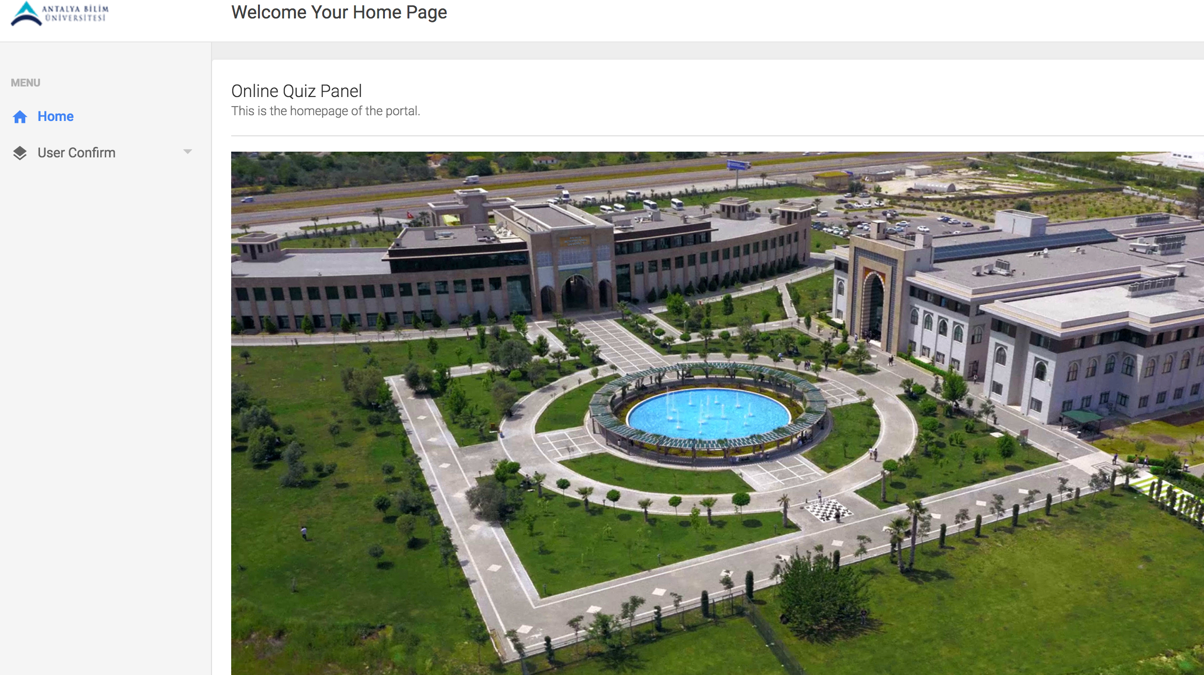 ANTALYA BİLİM
ÜNİVERSİTESİ
Welcome Your Home Page
MENU
Home
User Confirm
Online Quiz Panel
This is the homepage of the portal.